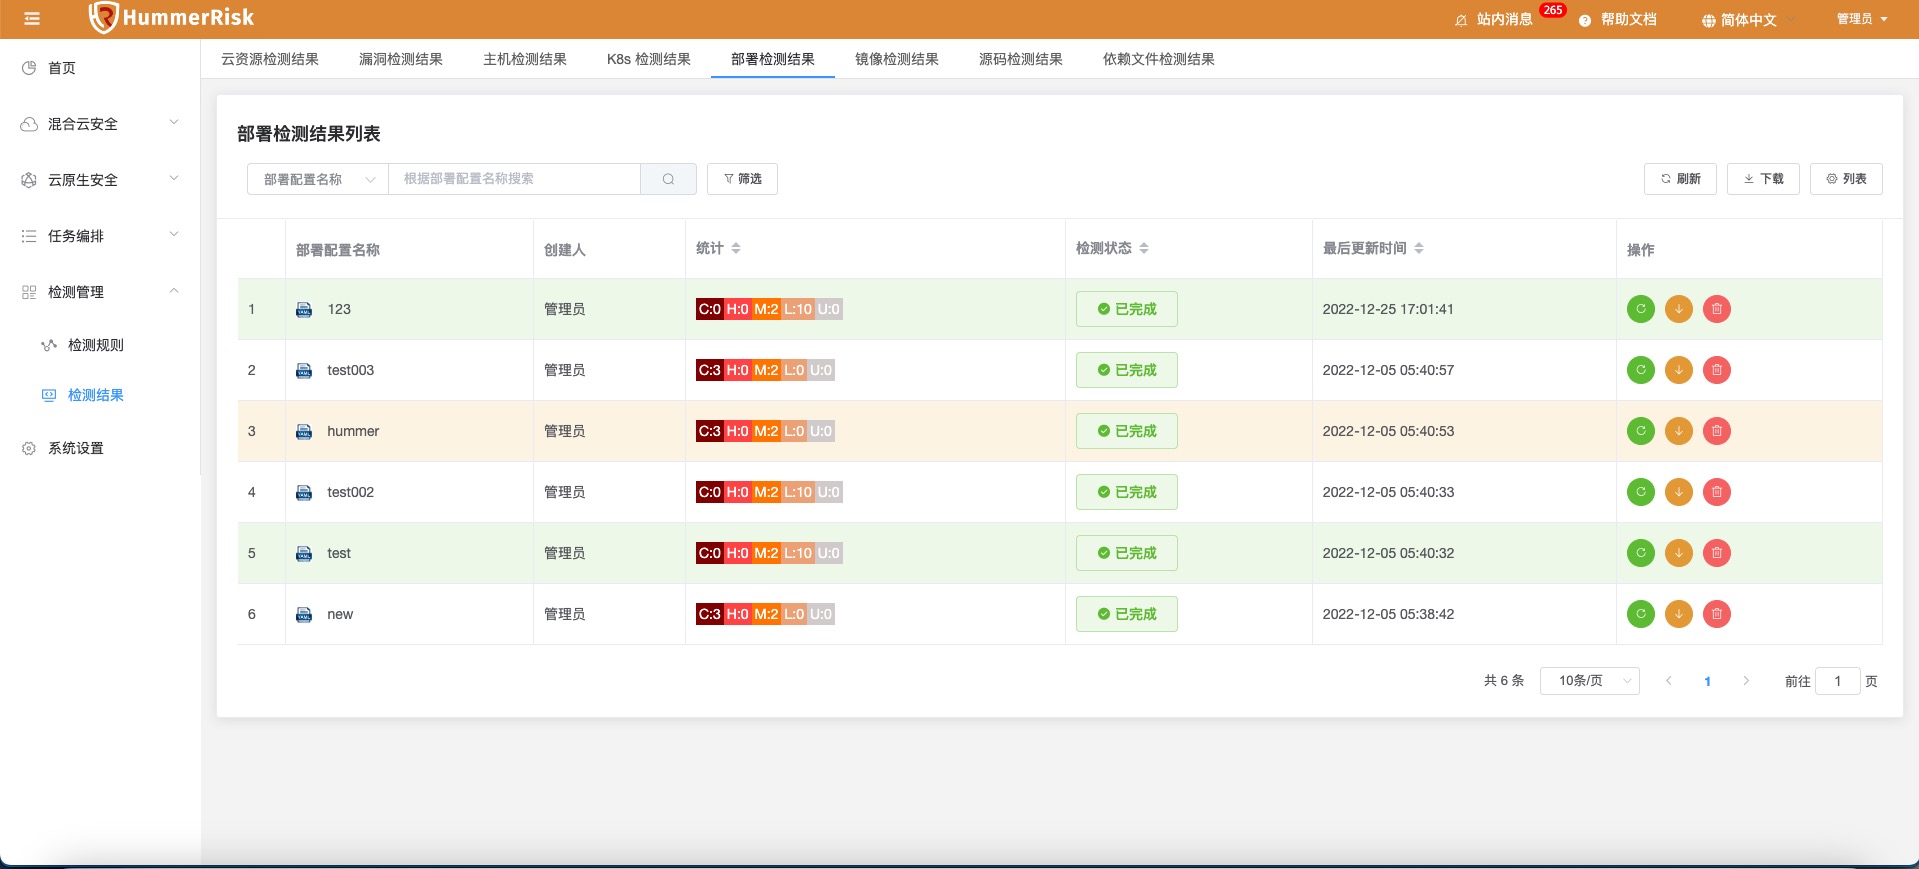 HummerRisk
站内消息 265 帮助文档 简体中文 管理员
首页
混合云安全
云原生安全
任务编排
检测管理
检测规则
检测结果
系统设置
云资源检测结果 漏洞检测结果 主机检测结果 K8s 检测结果 部署检测结果 镜像检测结果 源码检测结果 依赖文件检测结果
部署检测结果列表
部署配置名称 根据部署配置名称搜索 筛选 刷新 下载 列表
部署配置名称 创建人 统计 检测状态 最后更新时间 操作
1 YAML 123 管理员 C:0 H:0 M:2 L:10 U:0 已完成 2022-12-25 17:01:41
2 YAML test003 管理员 C:3 H:0 M:2 L:0 U:0 已完成 2022-12-05 05:40:57
3 YAML hummer 管理员 C:3 H:0 M:2 L:0 U:0 已完成 2022-12-05 05:40:53
4 YAML test002 管理员 C:0 H:0 M:2 L:10 U:0 已完成 2022-12-05 05:40:33
5 YAML test 管理员 C:0 H:0 M:2 L:10 U:0 已完成 2022-12-05 05:40:32
6 YAML new 管理员 C:3 H:0 M:2 L:0 U:0 已完成 2022-12-05 05:38:42
共 6 条 10条/页 1 前往 1 页